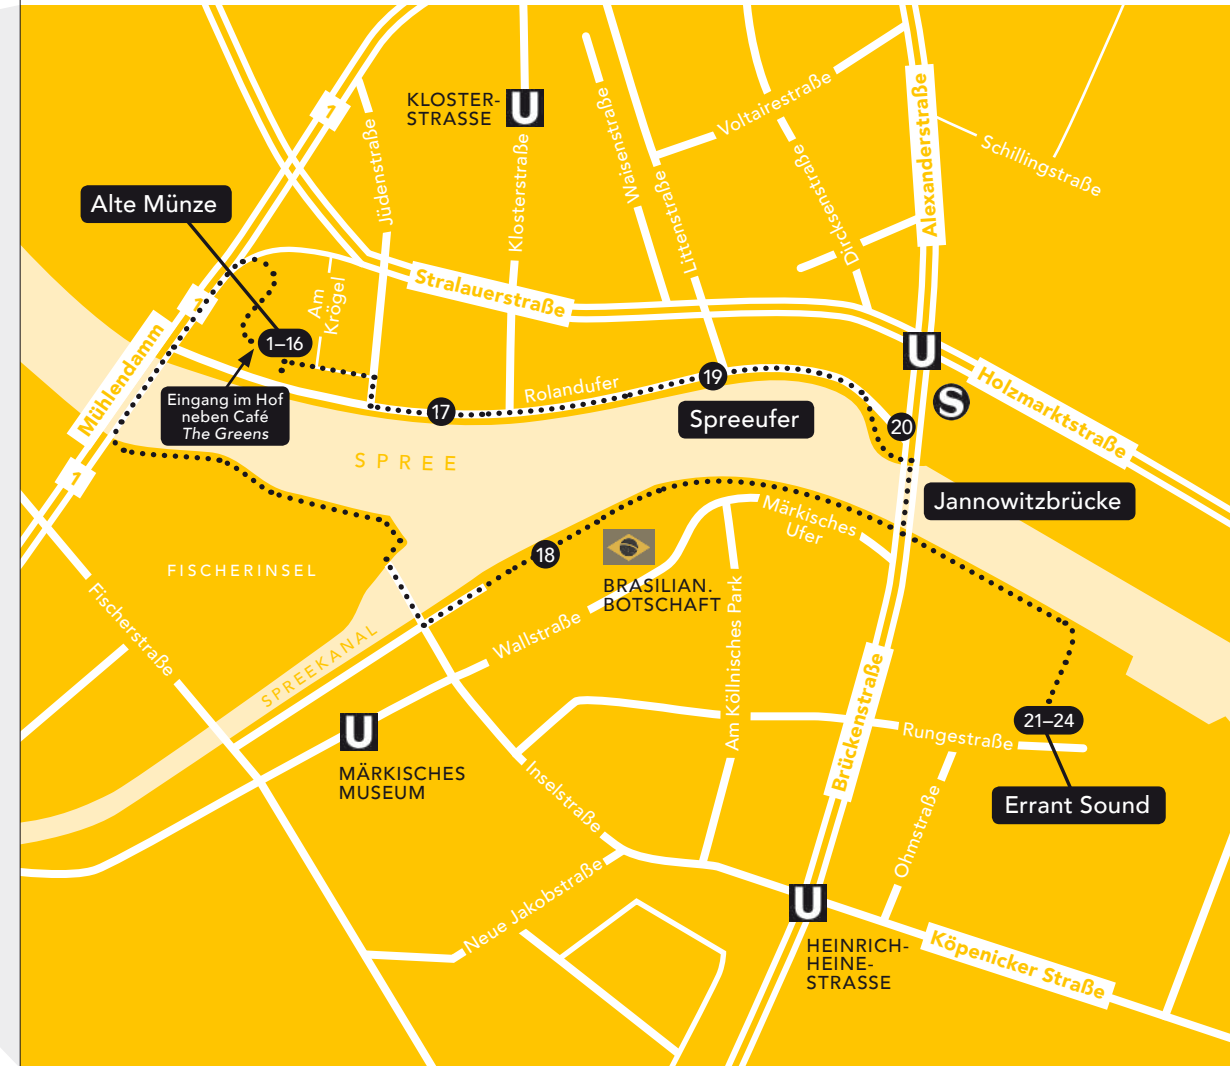 KLOSTER-
STRASSE
U
1
Voltairestraße
Alexanderstraße
Schillingstraße
Waisenstraße
Littenstraße
Dircksenstraße
Jüdenstraße
Klosterstraße
Alte Münze
Am
Krögel
Stralauerstraße
1
Mühlendamm
1–16
Eingang im Hof
neben Café
The Greens
17
Rolandufer
19
Spreeufer
U
S
20
Holzmarktstraße
SPREE
1
Jannowitzbrücke
Märkisches
Ufer
18
BRASILIAN.
BOTSCHAFT
FISCHERINSEL
Fischerstraße
SPREEKANAL
Wallstraße
Am Köllnisches Park
Brückenstraße
21–24
Rungestraße
Errant Sound
U
MÄRKISCHES
MUSEUM
Inselstraße
Ohmstraße
Neue Jakobstraße
U
HEINRICH-
HEINE-
STRASSE
Köpenicker Straße